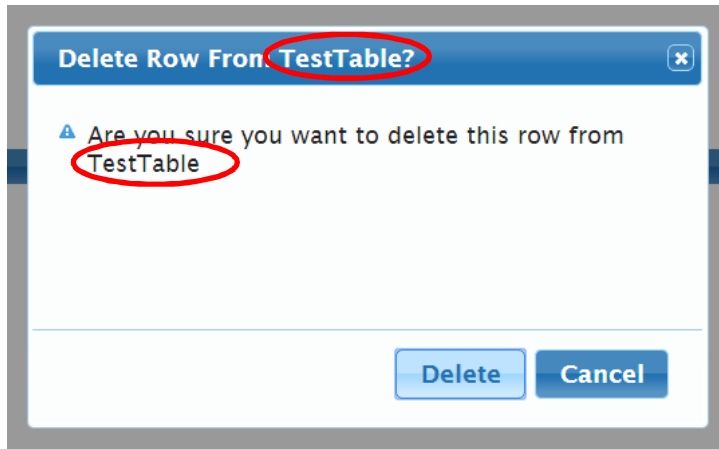 Delete Row From TestTable?
Are you sure you want to delete this row from
TestTable
Delete Cancel